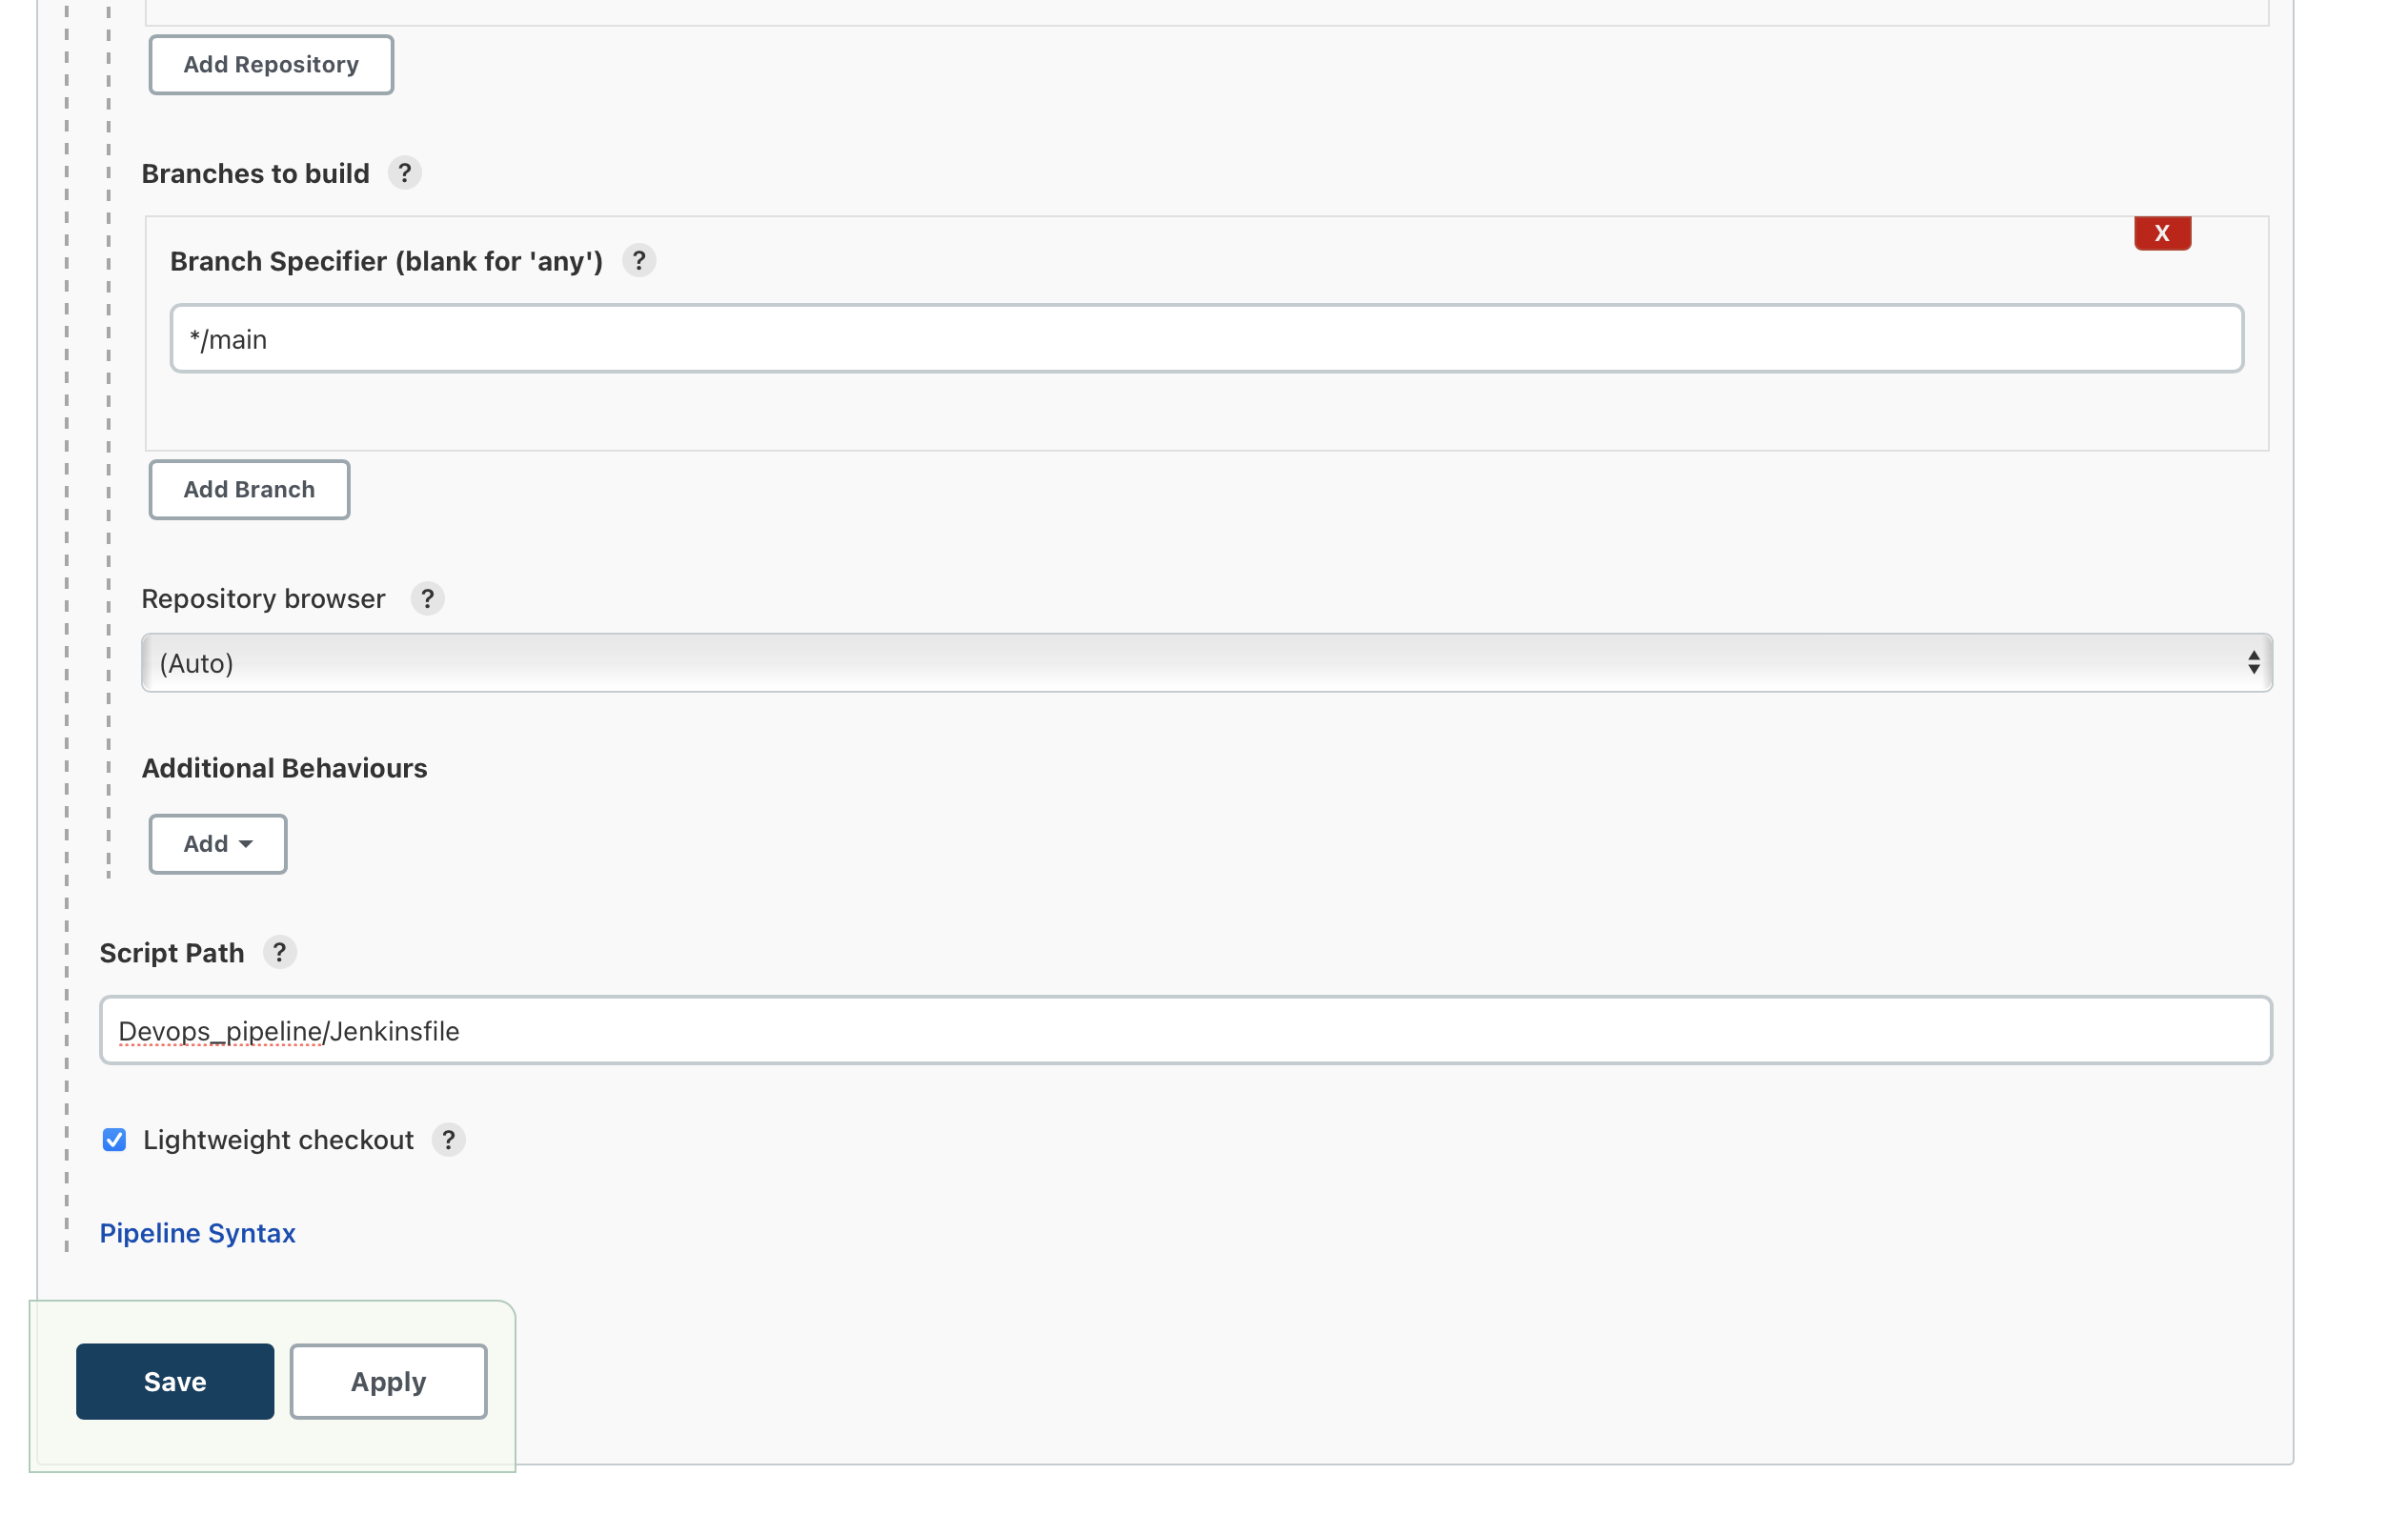 Add Repository
Branches to build ?
X
Branch Specifier (blank for 'any') ?
*/main
Add Branch
Repository browser ?
(Auto)
Additional Behaviours
Add
Script Path ?
Devops_pipeline/Jenkinsfile
Lightweight checkout ?
Pipeline Syntax
Save Apply